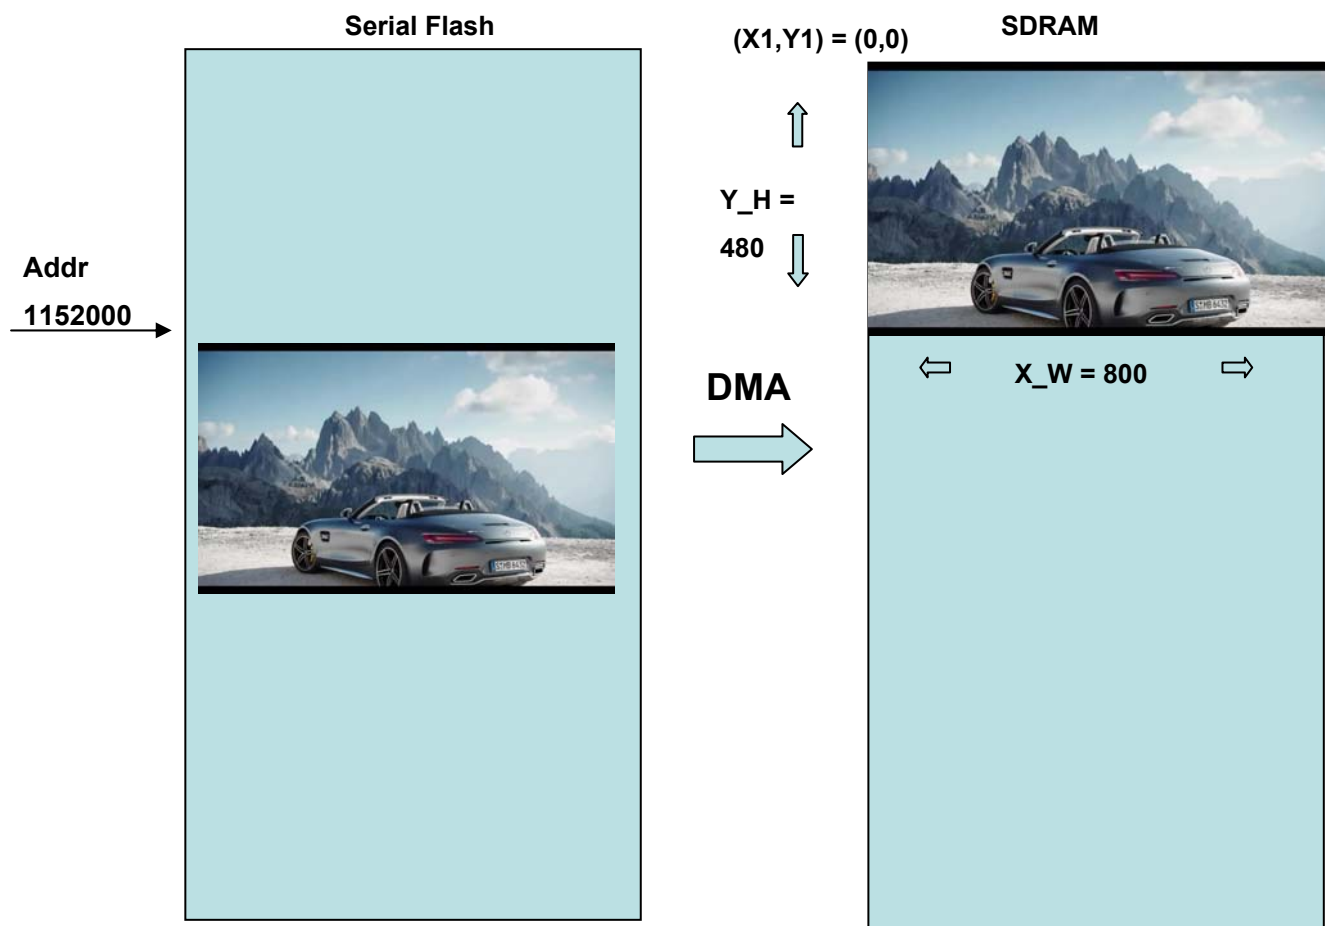 Serial Flash
(X1,Y1) = (0,0)
SDRAM
Y_H =
480
Addr
1152000
X_W = 800
DMA